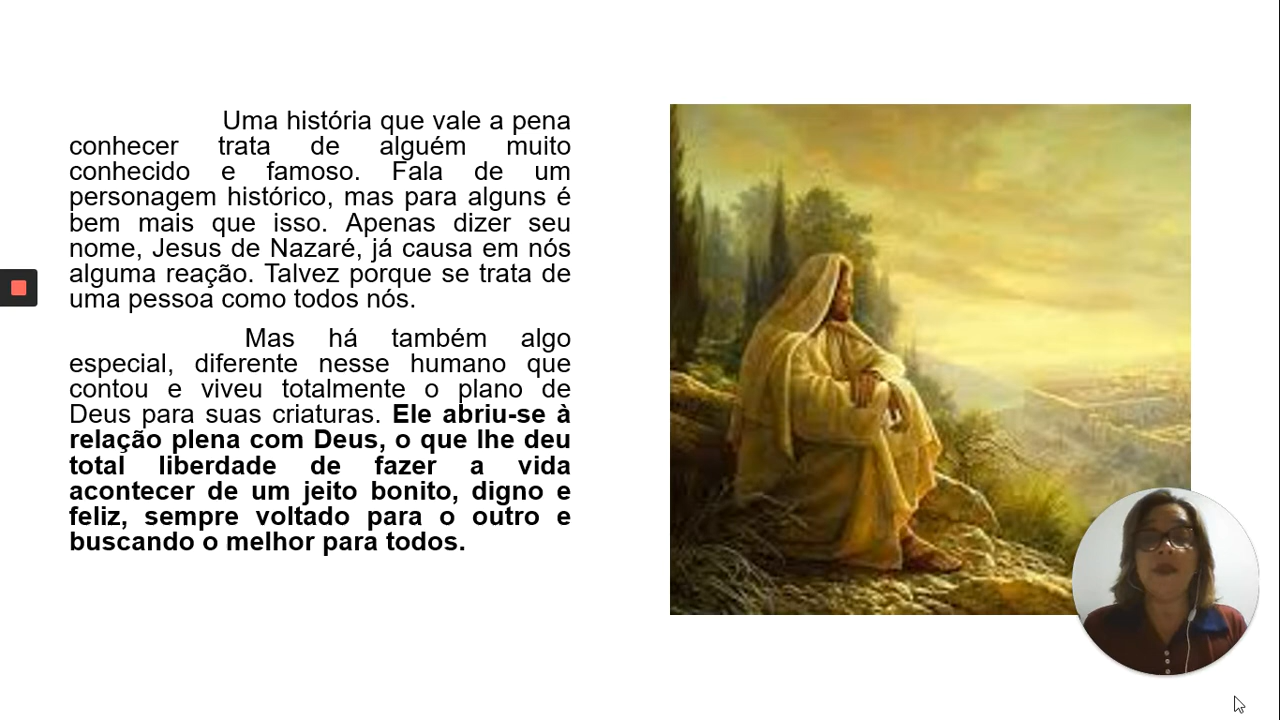 Uma história que vale a pena
conhecer trata de alguém muito
conhecido e famoso. Fala de um
personagem histórico, mas para alguns é
bem mais que isso. Apenas dizer seu
nome, Jesus de Nazaré, já causa em nós
alguma reação. Talvez porque se trata de
uma pessoa como todos nós.
Mas há também algo
especial, diferente nesse humano que
contou e viveu totalmente o plano de
Deus para suas criaturas. Ele abriu-se à
relação plena com Deus, o que lhe deu
total liberdade de fazer a vida
acontecer de um jeito bonito, digno e
feliz, sempre voltado para o outro e
buscando o melhor para todos.